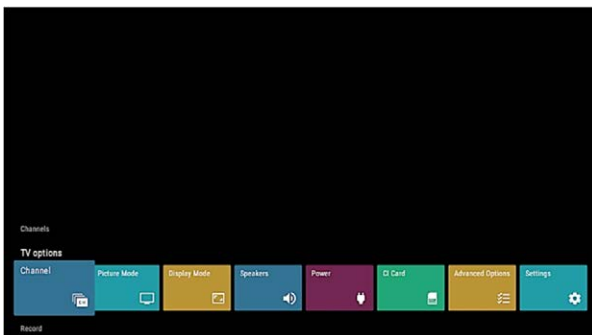 Channels
TV options
Channel
Picture Mode
Display Mode
Speakers
Power
CI Card
Advanced Options
Settings
Record